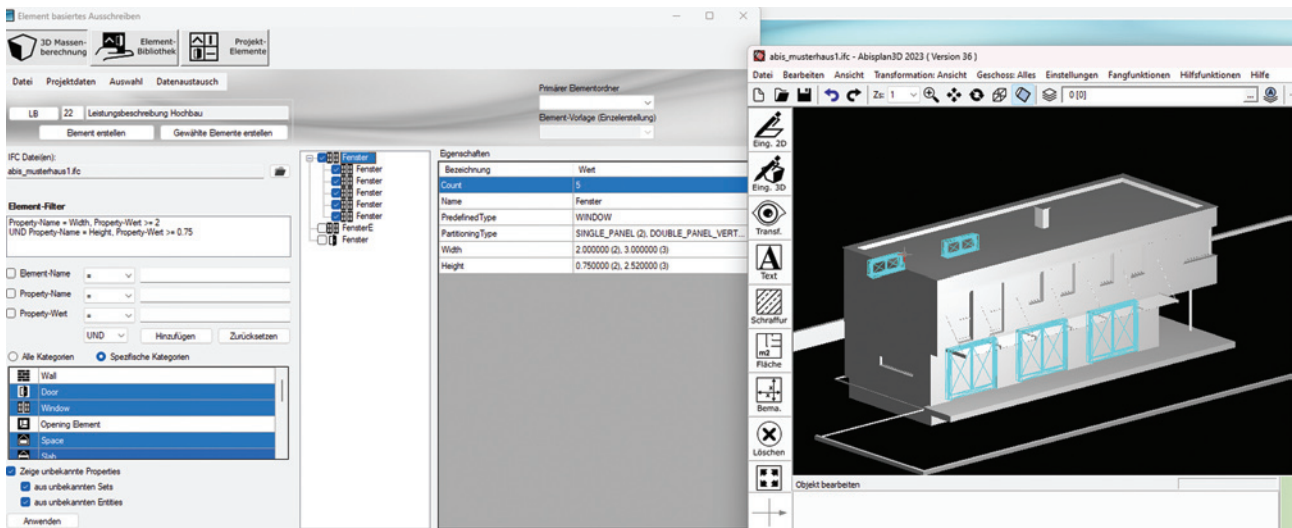 Element basiertes Ausschreiben
3D Massen-
berechnung
Element-
Bibliothek
Projekt-
Elemente
Datei Projektdaten Auswahl Datenaustausch
Primärer Elementordner
LB 22 Leistungsbeschreibung Hochbau
Element-Vorlage (Einzelerstellung)
Element erstellen Gewählte Elemente erstellen
IFC Datei(en):
abis_musterhaus1.ifc
Element-Filter
Property-Name = Width, Property-Wert >= 2
UND Property-Name = Height, Property-Wert >= 0.75
Element-Name =
Property-Name =
Property-Wert =
UND Hinzufügen Zurücksetzen
Alle Kategorien Spezifische Kategorien
Wall
Door
Window
Opening Element
Space
Slab
Zeige unbekannte Properties
aus unbekannten Sets
aus unbekannten Entities
Anwenden
Fenster
Fenster
Fenster
Fenster
Fenster
Fenster
FensterE
Fenster
Eigenschaften
Bezeichnung Wert
Count 5
Name Fenster
PredefinedType WINDOW
PartitioningType SINGLE_PANEL (2), DOUBLE_PANEL_VERT...
Width 2.000000 (2), 3.000000 (3)
Height 0.750000 (2), 2.520000 (3)
abis_musterhaus1.ifc - Abisplan3D 2023 ( Version 36 )
Datei Bearbeiten Ansicht Transformation: Ansicht Geschoss: Alles Einstellungen Fangfunktionen Hilfsfunktionen Hilfe
Zs: 1 0 [0] ...
Eing. 2D
Eing. 3D
Transf.
A
Text
Schraffur
m2
Fläche
Bema.
Löschen
Objekt bearbeiten